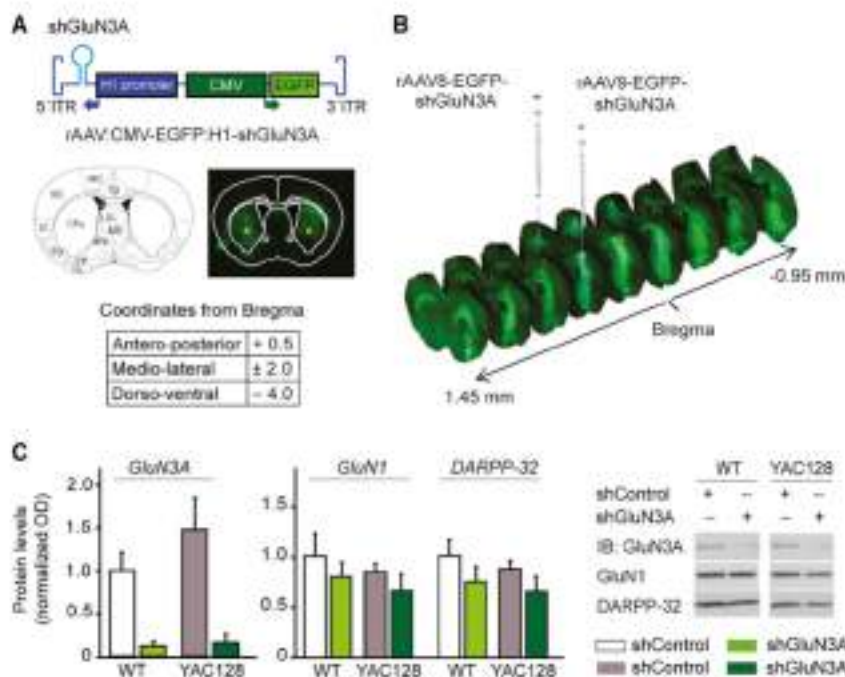 A
shGluN3A
H1 promoter
CMV
EGFP
5´ITR
3´ITR
rAAV:CMV-EGFP:H1-shGluN3A
Coordinates from Bregma
Antero-posterior + 0.5
Medio-lateral ± 2.0
Dorso-ventral − 4.0
B
rAAV8-EGFP-
shGluN3A
rAAV8-EGFP-
shGluN3A
-0.95 mm
Bregma
1.45 mm
C
GluN3A
GluN1
DARPP-32
Protein levels
(normalized OD)
2.0
1.0
0
1.5
1.0
0.5
0
WT YAC128
WT YAC128
WT YAC128
WT YAC128
shControl + − + −
shGluN3A − + − +
IB: GluN3A
GluN1
DARPP-32
shControl shGluN3A
shControl shGluN3A